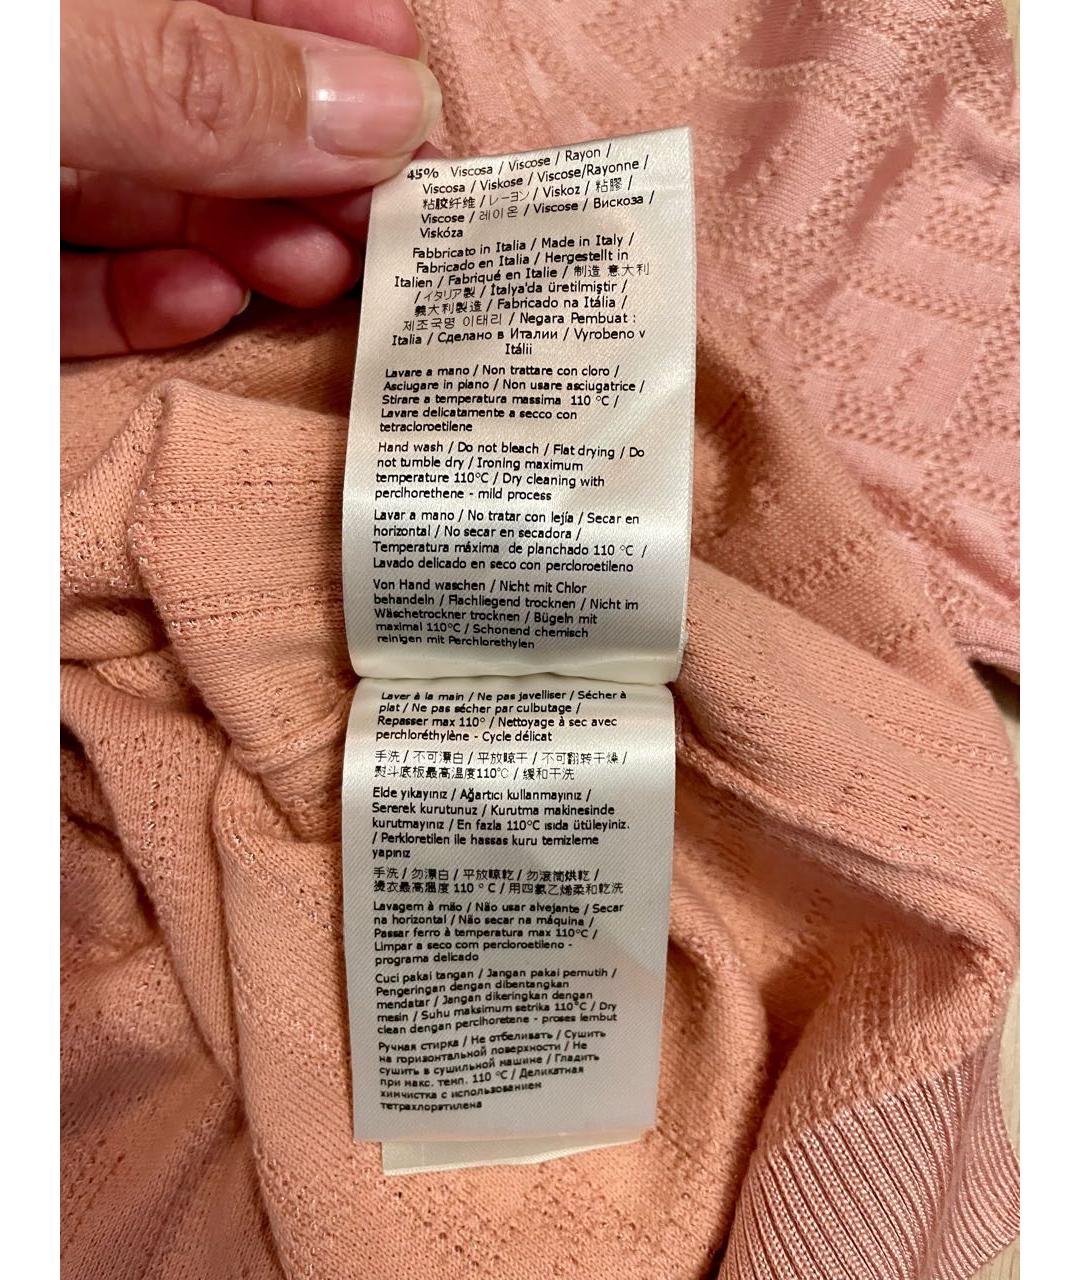 45% Viscosa / Viscose / Rayon /
Viscosa / Viskose / Viscose/Rayonne /
粘胶纤维 / レーヨン / Viskoz / 粘膠 /
Viscose / 레이온 / Viscose / Вискоза /
Viskóza
Fabbricato in Italia / Made in Italy /
Fabricado en Italia / Hergestellt in
Italien / Fabriqué en Italie / 制造 意大利
/ イタリア製 / İtalya'da üretilmiştir /
義大利製造 / Fabricado na Itália /
제조국명 이태리 / Negara Pembuat :
Italia / Сделано в Италии / Vyrobeno v
Itálii
Lavare a mano / Non trattare con cloro /
Asciugare in piano / Non usare asciugatrice /
Stirare a temperatura massima 110 °C /
Lavare delicatamente a secco con
tetracloroetilene
Hand wash / Do not bleach / Flat drying / Do
not tumble dry / Ironing maximum
temperature 110°C / Dry cleaning with
perclhorethene - mild process
Lavar a mano / No tratar con lejía / Secar en
horizontal / No secar en secadora /
Temperatura máxima de planchado 110 °C /
Lavado delicado en seco con percloroetileno
Von Hand waschen / Nicht mit Chlor
behandeln / Flachliegend trocknen / Nicht im
Wäschetrockner trocknen / Bügeln mit
maximal 110°C / Schonend chemisch
reinigen mit Perchlorethylen
Laver à la main / Ne pas javelliser / Sécher à
plat / Ne pas sécher par culbutage /
Repasser max 110° / Nettoyage à sec avec
perchloréthylène - Cycle délicat
手洗 / 不可漂白 / 平放晾干 / 不可翻转干燥 /
熨斗底板最高温度110°C / 缓和干洗
Elde yıkayınız / Ağartıcı kullanmayınız /
Sererek kurutunuz / Kurutma makinesinde
kurutmayınız / En fazla 110°C ısıda ütüleyiniz.
/ Perkloretilen ile hassas kuru temizleme
yapınız
手洗 / 勿漂白 / 平放晾乾 / 勿滾筒烘乾 /
燙衣最高溫度 110 ° C / 用四氯乙烯柔和乾洗
Lavagem à mão / Não usar alvejante / Secar
na horizontal / Não secar na máquina /
Passar ferro à temperatura max 110°C /
Limpar a seco com percloroetileno -
programa delicado
Cuci pakai tangan / Jangan pakai pemutih /
Pengeringan dengan dibentangkan
mendatar / Jangan dikeringkan dengan
mesin / Suhu maksimum setrika 110°C / Dry
clean dengan perclhoretene - proses lembut
Ручная стирка / Не отбеливать / Сушить
на горизонтальной поверхности / Не
сушить в сушильной машине / Гладить
при макс. темп. 110 °C / Деликатная
химчистка с использованием
тетрахлорэтилена